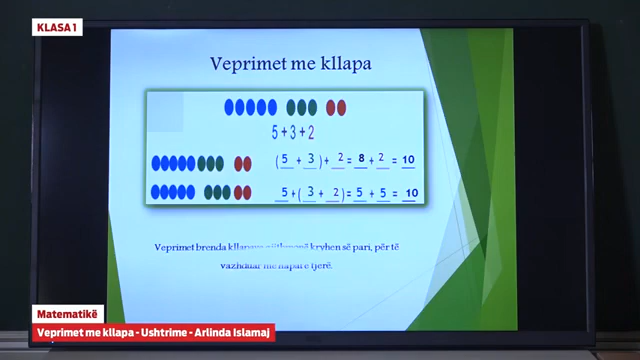 KLASA 1
Veprimet me kllapa
5 + 3 + 2
( 5 + 3 ) + 2 = 8 + 2 = 10
5 + ( 3 + 2 ) = 5 + 5 = 10
Veprimet brenda kryhen së pari, për të
vazhduar me hapat e tjerë.
Matematikë
Veprimet me kllapa - Ushtrime - Arlinda Islamaj